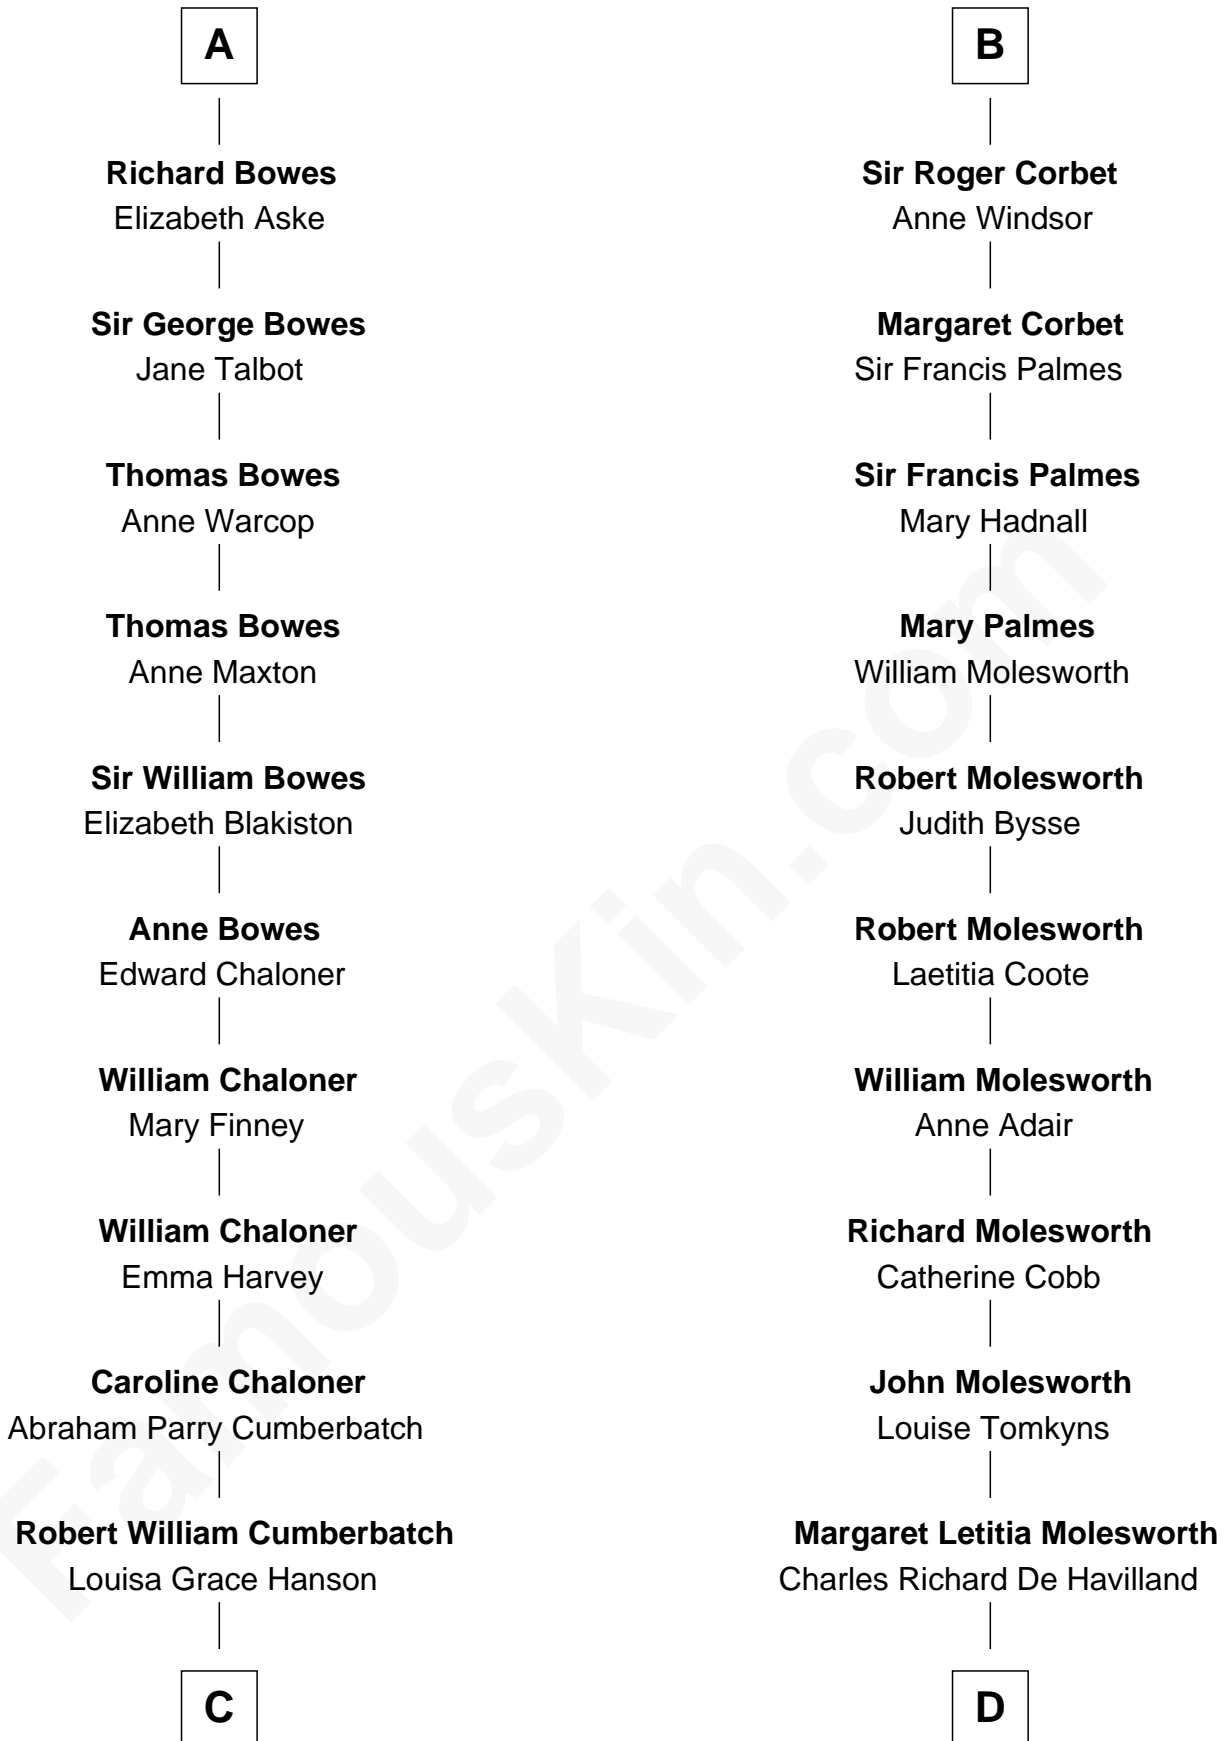 A
Richard Bowes
Elizabeth Aske
Sir George Bowes
Jane Talbot
Thomas Bowes
Anne Warcop
Thomas Bowes
Anne Maxton
Sir William Bowes
Elizabeth Blakiston
Anne Bowes
Edward Chaloner
William Chaloner
Mary Finney
William Chaloner
Emma Harvey
Caroline Chaloner
Abraham Parry Cumberbatch
Robert William Cumberbatch
Louisa Grace Hanson
C
B
Sir Roger Corbet
Anne Windsor
Margaret Corbet
Sir Francis Palmes
Sir Francis Palmes
Mary Hadnall
Mary Palmes
William Molesworth
Robert Molesworth
Judith Bysse
Robert Molesworth
Laetitia Coote
William Molesworth
Anne Adair
Richard Molesworth
Catherine Cobb
John Molesworth
Louise Tomkyns
Margaret Letitia Molesworth
Charles Richard De Havilland
D
FamousKin.com